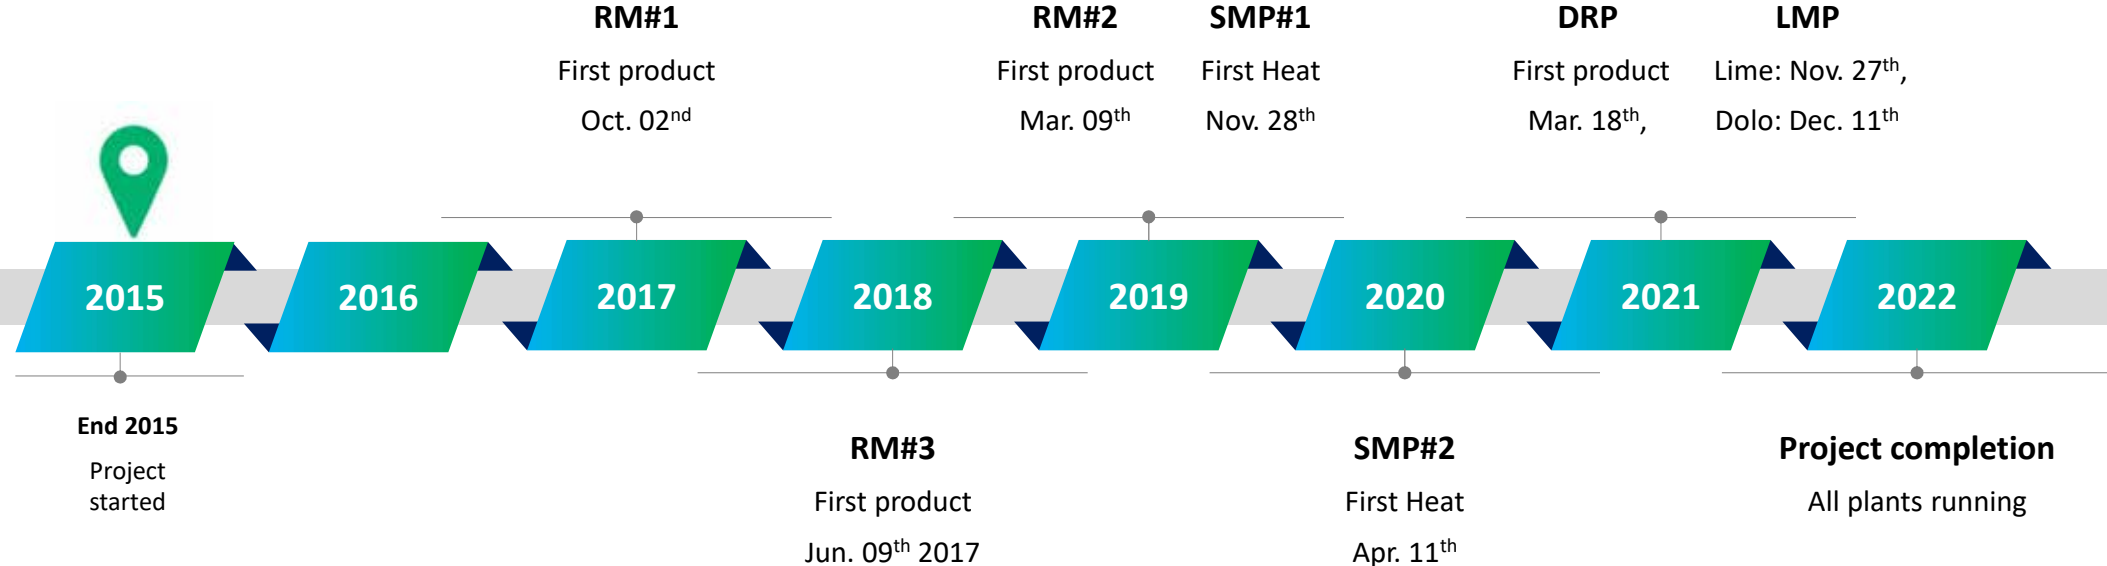 RM#1
First product
Oct. 02nd
RM#2
First product
Mar. 09th
SMP#1
First Heat
Nov. 28th
DRP
First product
Mar. 18th,
LMP
Lime: Nov. 27th,
Dolo: Dec. 11th
2015
2016
2017
2018
2019
2020
2021
2022
End 2015
Project
started
RM#3
First product
Jun. 09th 2017
SMP#2
First Heat
Apr. 11th
Project completion
All plants running